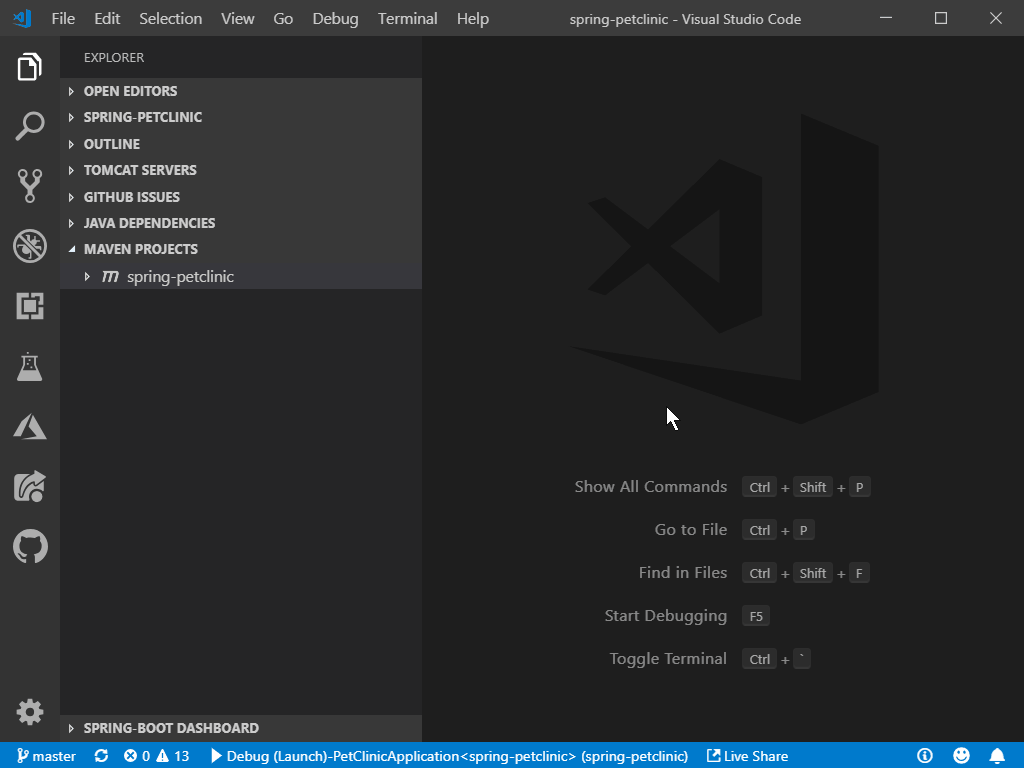 File Edit Selection View Go Debug Terminal Help spring-petclinic - Visual Studio Code
EXPLORER
OPEN EDITORS
SPRING-PETCLINIC
OUTLINE
TOMCAT SERVERS
GITHUB ISSUES
JAVA DEPENDENCIES
MAVEN PROJECTS
m spring-petclinic
Show All Commands Ctrl + Shift + P
Go to File Ctrl + P
Find in Files Ctrl + Shift + F
Start Debugging F5
Toggle Terminal Ctrl + `
SPRING-BOOT DASHBOARD
master 0 13 Debug (Launch)-PetClinicApplication<spring-petclinic> (spring-petclinic) Live Share